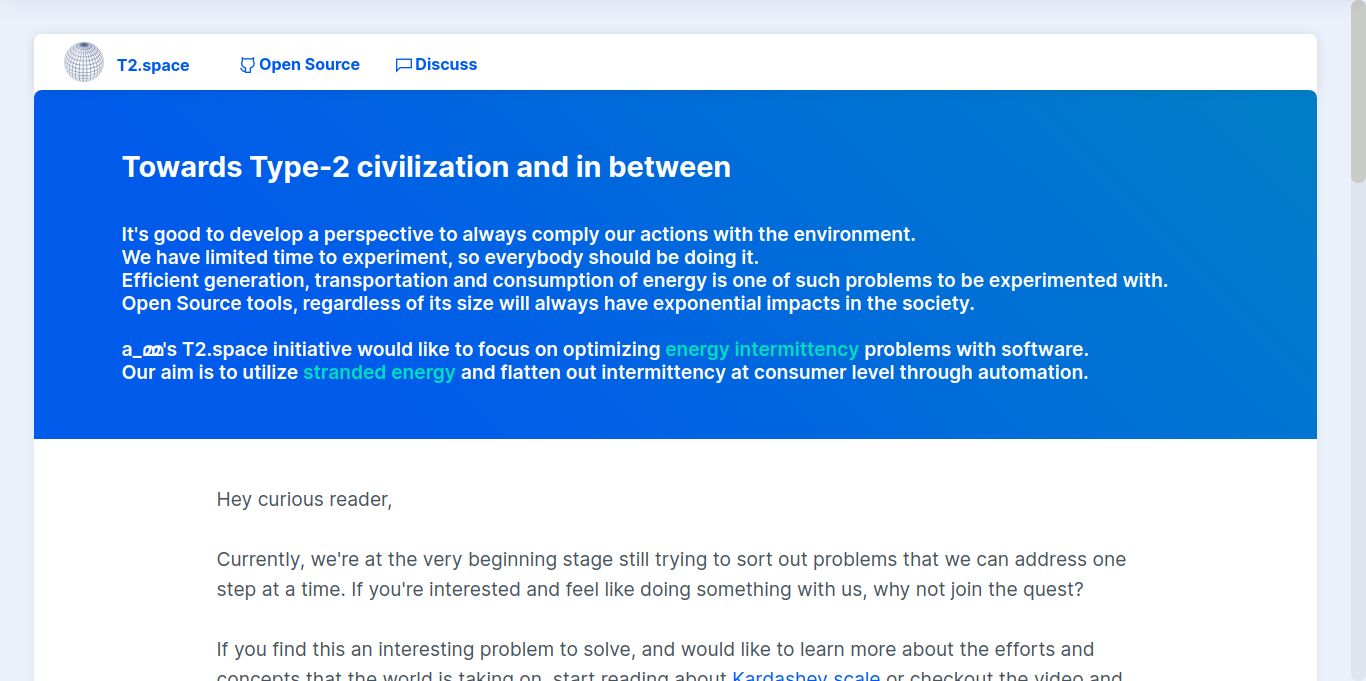 T2.space
Open Source
Discuss
Towards Type-2 civilization and in between
It's good to develop a perspective to always comply our actions with the environment.
We have limited time to experiment, so everybody should be doing it.
Efficient generation, transportation and consumption of energy is one of such problems to be experimented with.
Open Source tools, regardless of its size will always have exponential impacts in the society.
a_മ്മ's T2.space initiative would like to focus on optimizing energy intermittency problems with software.
Our aim is to utilize stranded energy and flatten out intermittency at consumer level through automation.
Hey curious reader,
Currently, we're at the very beginning stage still trying to sort out problems that we can address one
step at a time. If you're interested and feel like doing something with us, why not join the quest?
If you find this an interesting problem to solve, and would like to learn more about the efforts and
concepts that the world is taking on, start reading about Kardashev scale or checkout the video and